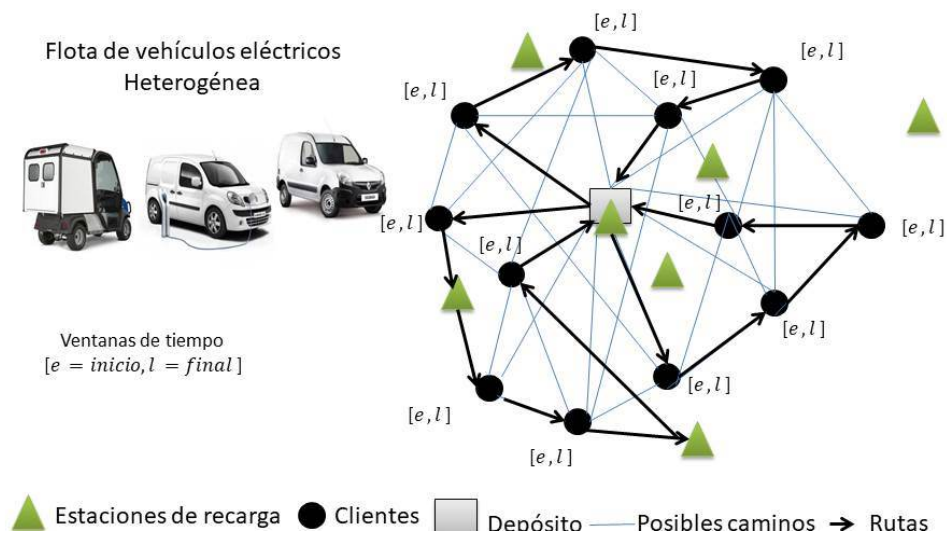 Flota de vehículos eléctricos
Heterogénea
Ventanas de tiempo
[e = inicio, l = final ]
[e, l]
[e, l]
[e, l]
[e, l]
[e, l]
[e, l]
[e, l]
[e, l]
[e, l]
[e, l]
[e, l]
[e, l]
Estaciones de recarga
Clientes
Depósito
Posibles caminos
Rutas